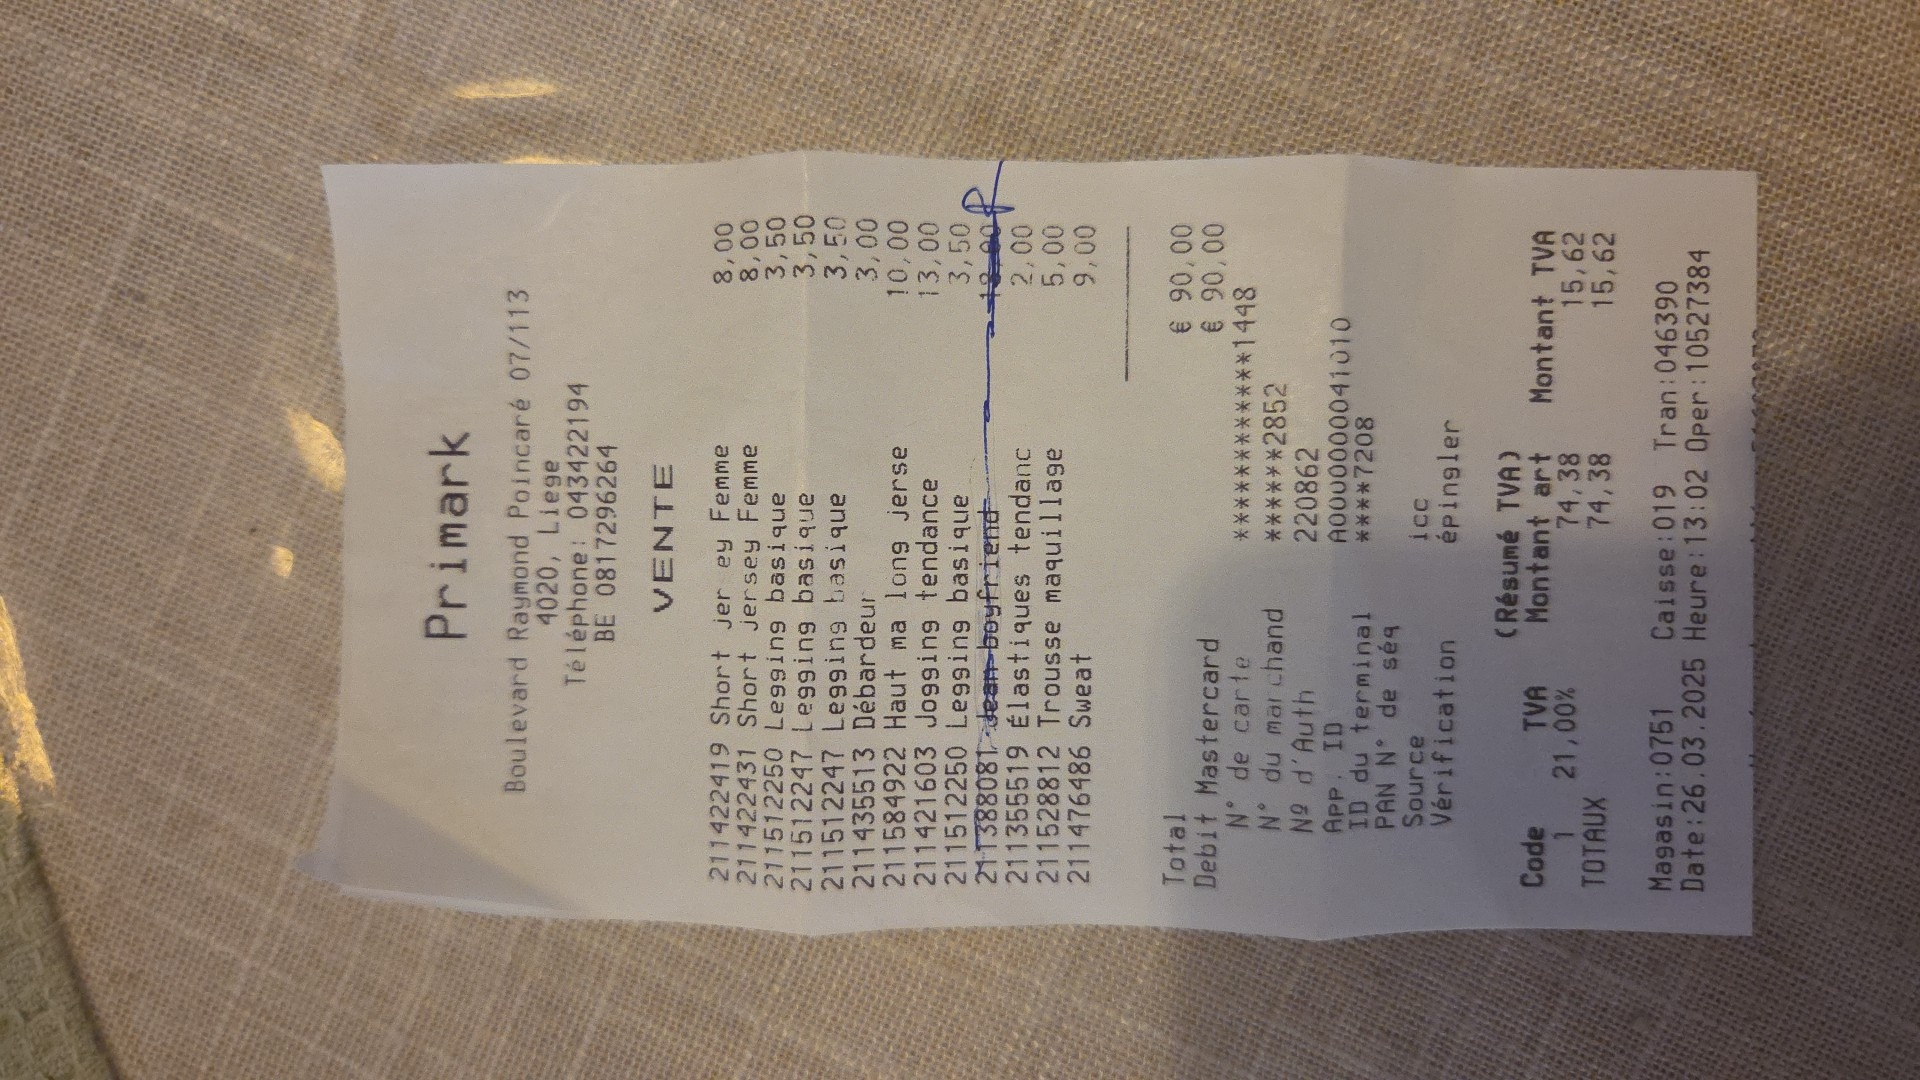 Primark
Boulevard Raymond Poincaré 07/113
4020, Liege
Téléphone: 043422194
BE 0817296264
VENTE
211422419 Short jer ey Femme 8,00
211422431 Short jersey Femme 8,00
211512250 Legging basique 3,50
211512247 Legging basique 3,50
211512247 Legging basique 3,50
211435513 Débardeur 3,00
211584922 Haut ma long jerse 10,00
211421603 Jogging tendance 13,00
211512250 Legging basique 3,50
211388081 Jean boyfriend 18,00
211355519 Élastiques tendanc 2,00
211528812 Trousse maquillage 5,00
211476486 Sweat 9,00
Total € 90,00
Debit Mastercard € 90,00
N° de carte ************1448
N° du marchand ******2852
Nº d'Auth 220862
APP. ID A0000000041010
ID du terminal ****7208
PAN N° de séq
Source icc
Vérification épingler
(Résumé TVA)
Code TVA Montant art Montant TVA
1 21,00% 74,38 15,62
TOTAUX 74,38 15,62
Magasin:0751 Caisse:019 Tran:046390
Date:26.03.2025 Heure:13:02 Oper:10527384